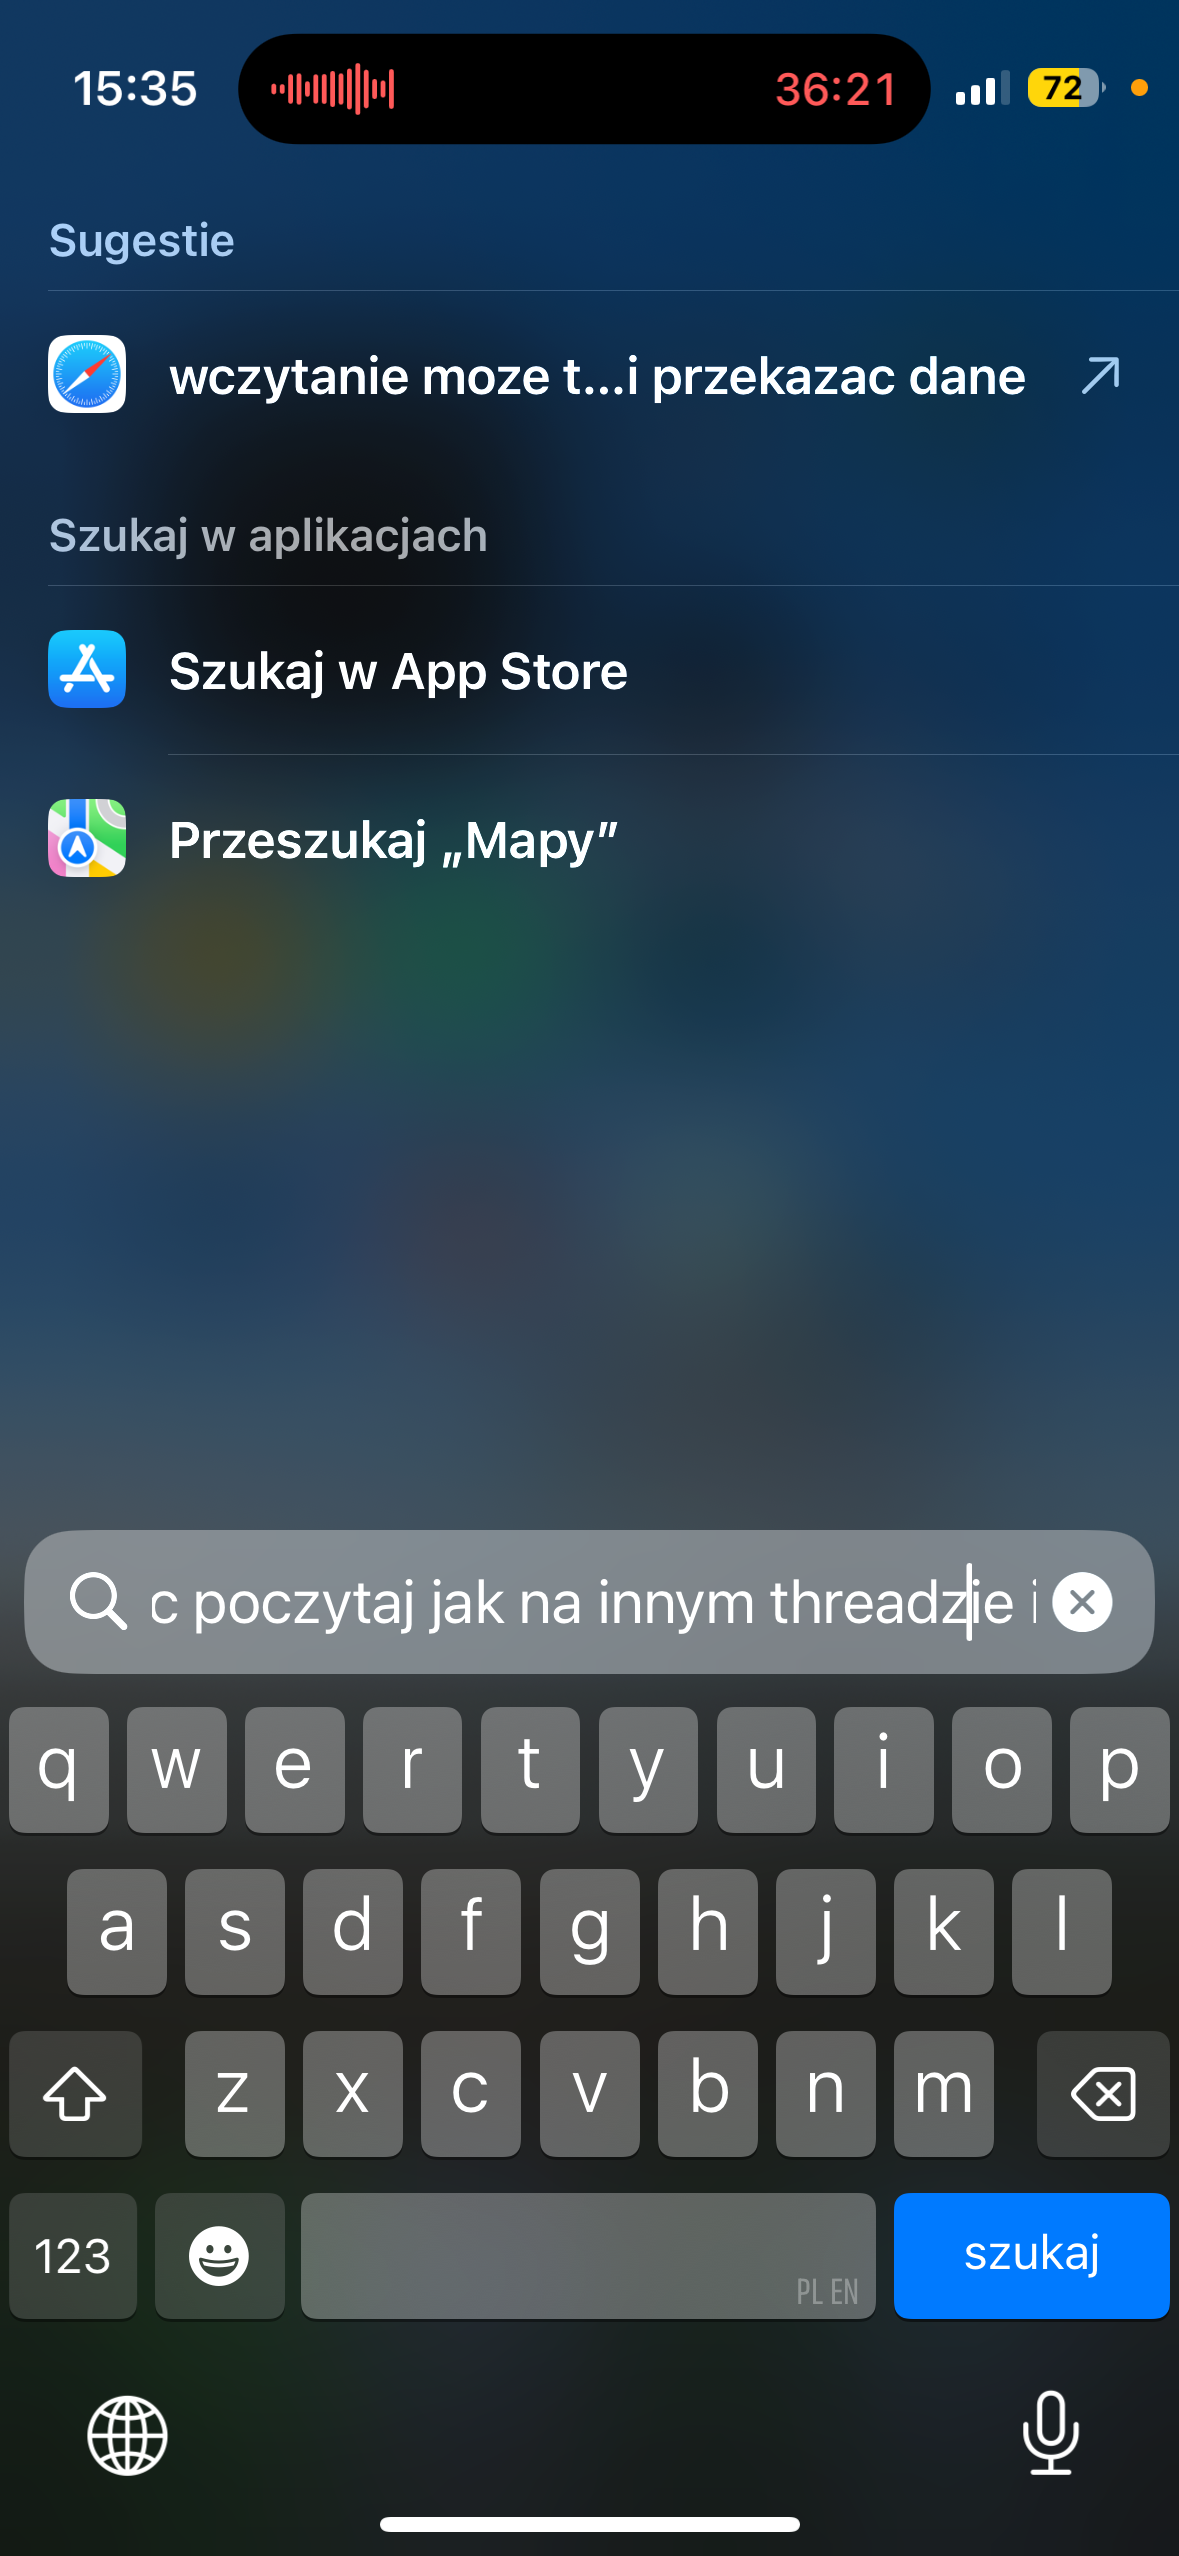 15:35
36:21
72
Sugestie
wczytanie moze t...i przekazac dane
Szukaj w aplikacjach
Szukaj w App Store
Przeszukaj „Mapy”
c poczytaj jak na innym threadzie i
q w e r t y u i o p
a s d f g h j k l
z x c v b n m
123
PL EN
szukaj